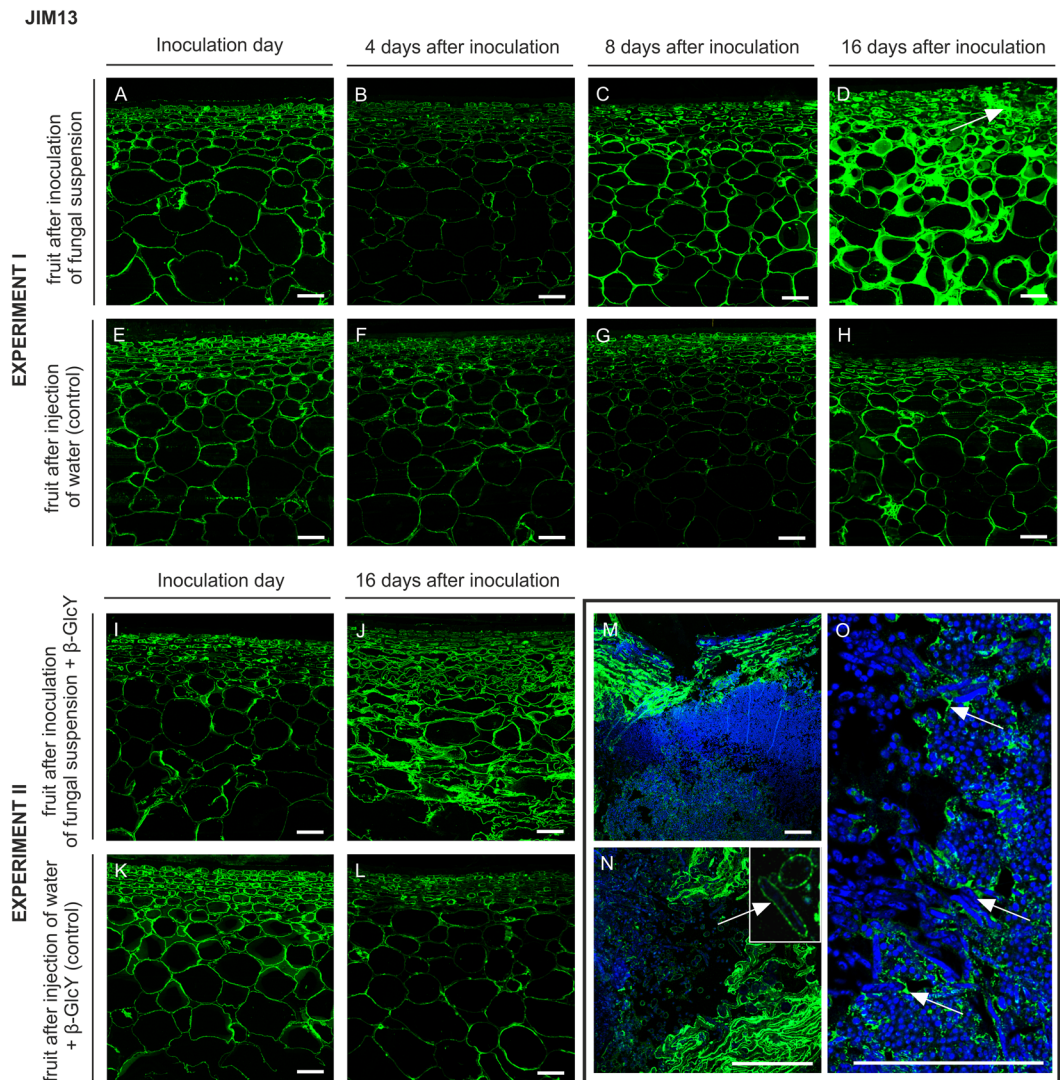 JIM13
Inoculation day
4 days after inoculation
8 days after inoculation
16 days after inoculation
EXPERIMENT I
fruit after inoculation
of fungal suspension
A
B
C
D
fruit after injection
of water (control)
E
F
G
H
Inoculation day
16 days after inoculation
EXPERIMENT II
fruit after inoculation
of fungal suspension + β-GlcY
I
J
fruit after injection of water
+ β-GlcY (control)
K
L
M
N
O